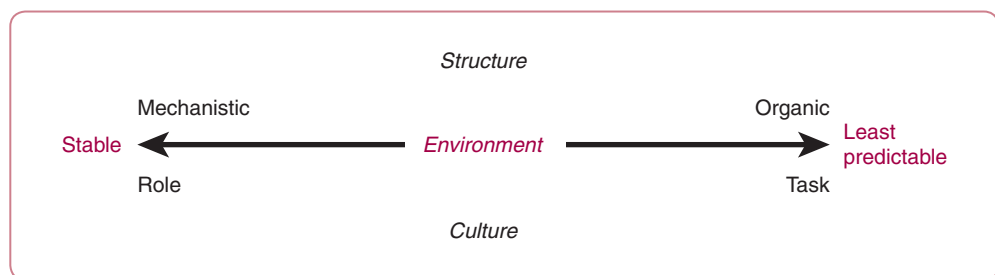 Structure
Mechanistic
Organic
Stable
Environment
Least
predictable
Role
Task
Culture